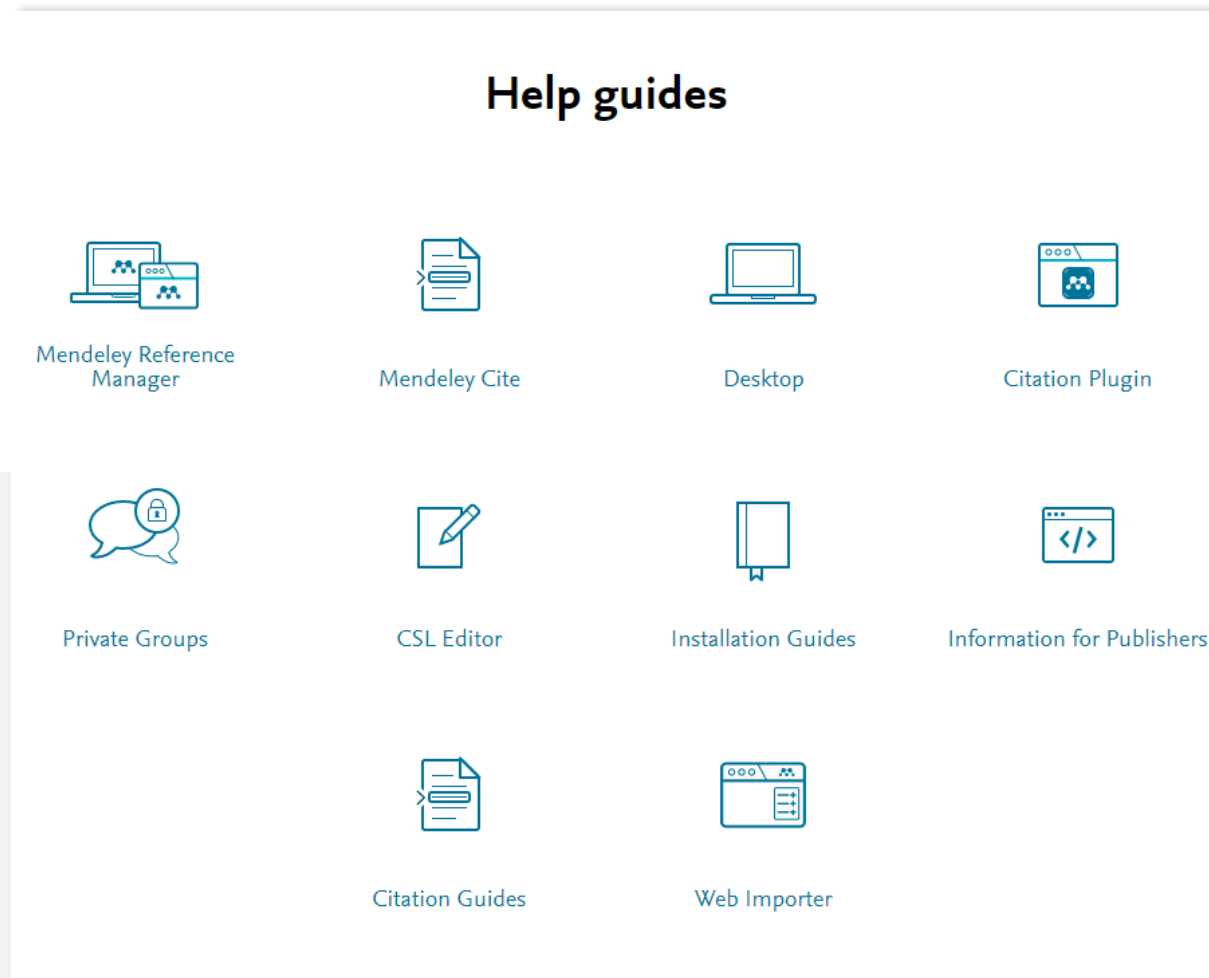 Help guides
Mendeley Reference
Manager
Mendeley Cite
Desktop
Citation Plugin
Private Groups
CSL Editor
Installation Guides
Information for Publishers
Citation Guides
Web Importer